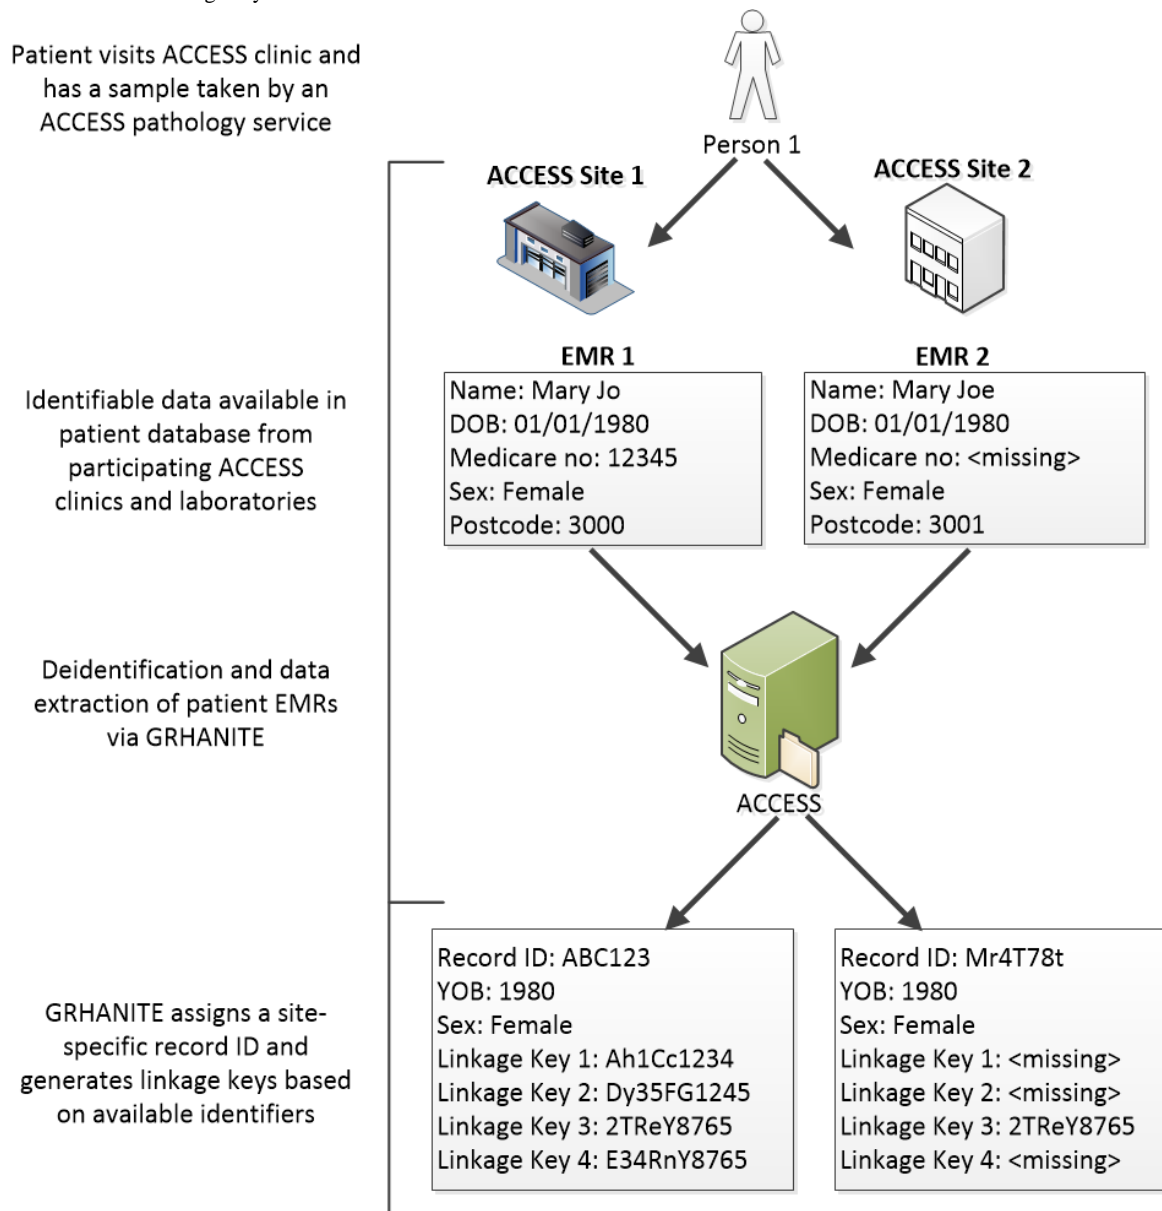 Patient visits ACCESS clinic and
has a sample taken by an
ACCESS pathology service
Person 1
ACCESS Site 1
ACCESS Site 2
Identifiable data available in
patient database from
participating ACCESS
clinics and laboratories
EMR 1
Name: Mary Jo
DOB: 01/01/1980
Medicare no: 12345
Sex: Female
Postcode: 3000
EMR 2
Name: Mary Joe
DOB: 01/01/1980
Medicare no: <missing>
Sex: Female
Postcode: 3001
Deidentification and data
extraction of patient EMRs
via GRHANITE
ACCESS
GRHANITE assigns a site-
specific record ID and
generates linkage keys based
on available identifiers
Record ID: ABC123
YOB: 1980
Sex: Female
Linkage Key 1: Ah1Cc1234
Linkage Key 2: Dy35FG1245
Linkage Key 3: 2TReY8765
Linkage Key 4: E34RnY8765
Record ID: Mr4T78t
YOB: 1980
Sex: Female
Linkage Key 1: <missing>
Linkage Key 2: <missing>
Linkage Key 3: 2TReY8765
Linkage Key 4: <missing>